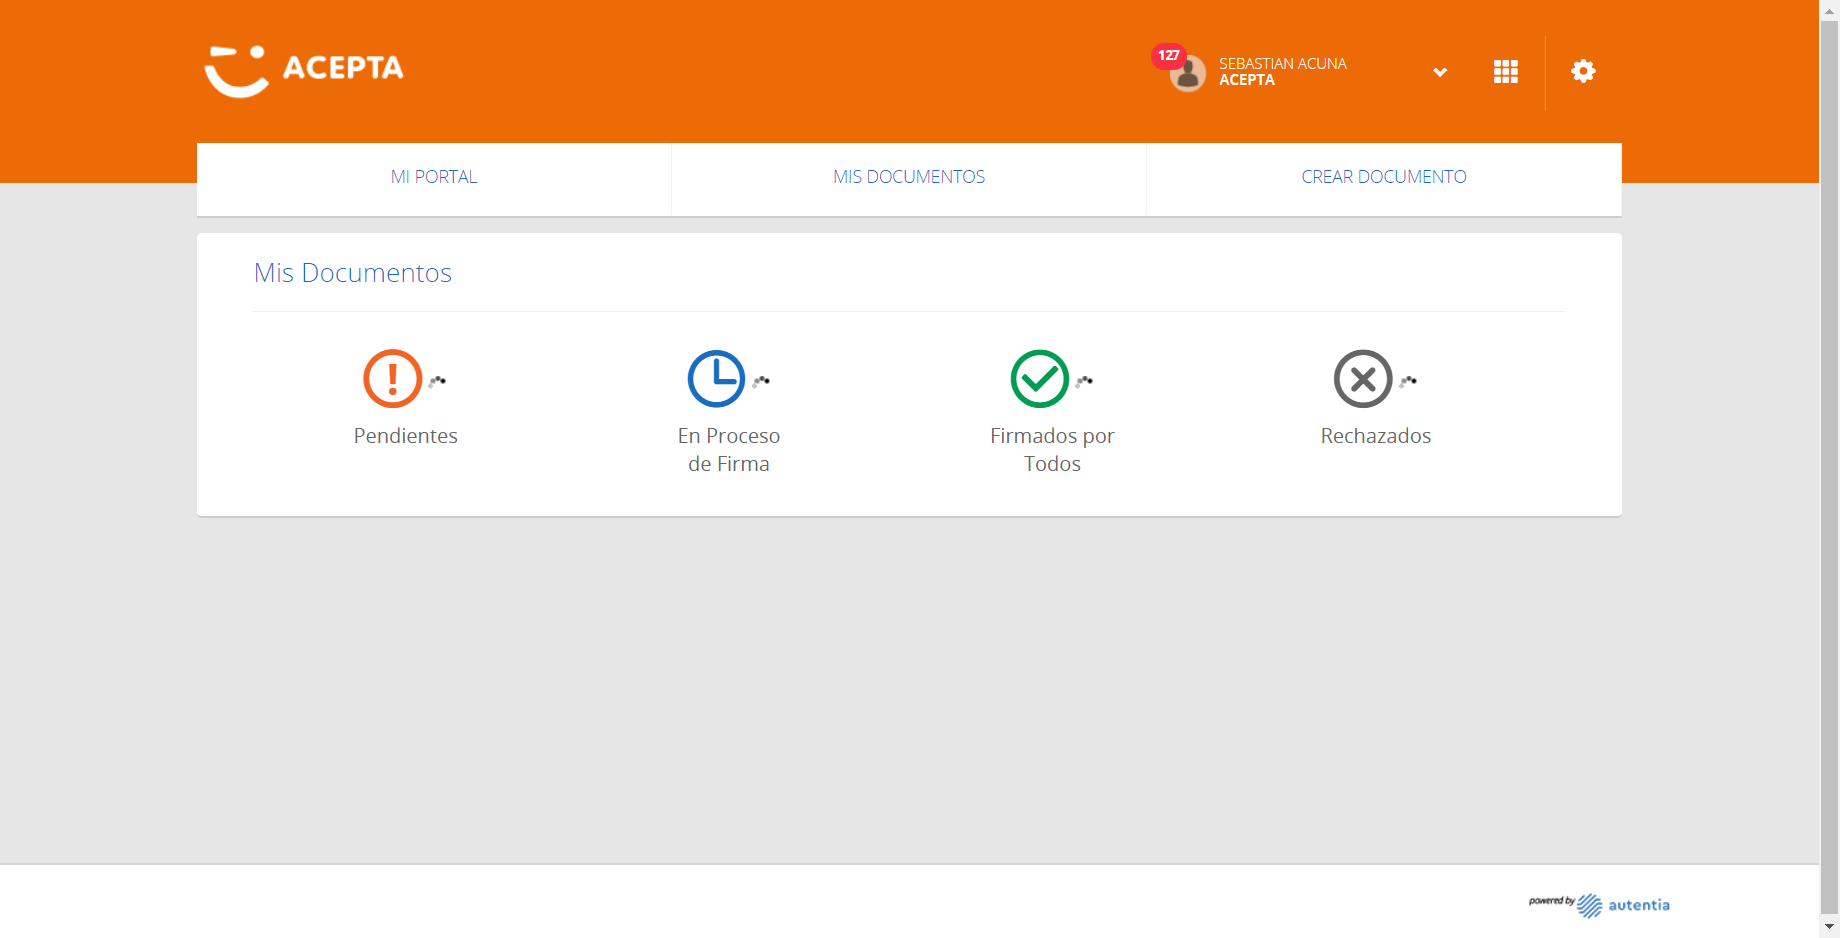 ACEPTA
127
SEBASTIAN ACUNA
ACEPTA
MI PORTAL
MIS DOCUMENTOS
CREAR DOCUMENTO
Mis Documentos
Pendientes
En Proceso
de Firma
Firmados por
Todos
Rechazados
powered by autentia